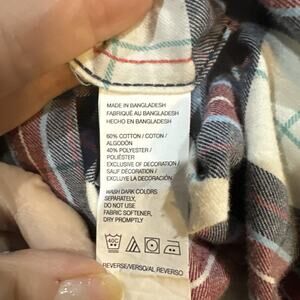 MADE IN BANGLADESH
FABRIQUÉ AU BANGLADESH
HECHO EN BANGLADESH
60% COTTON / COTON /
ALGODÓN
40% POLYESTER /
POLIÉSTER
EXCLUSIVE OF DECORATION /
SAUF DÉCORATION /
EXCLUYE LA DECORACIÓN
WASH DARK COLORS
SEPARATELY,
DO NOT USE
FABRIC SOFTENER,
DRY PROMPTLY
40C
REVERSE/VERSO/AL REVERSO